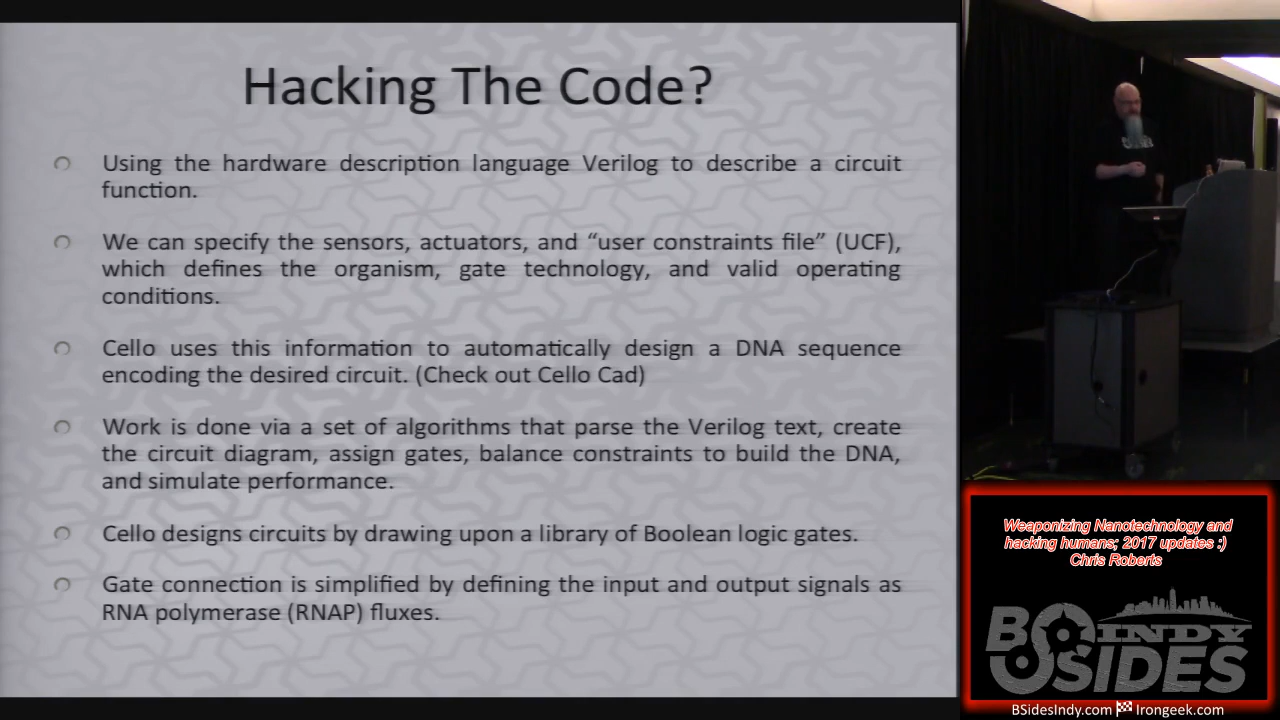 Hacking The Code?
Using the hardware description language Verilog to describe a circuit
function.
We can specify the sensors, actuators, and “user constraints file” (UCF),
which defines the organism, gate technology, and valid operating
conditions.
Cello uses this information to automatically design a DNA sequence
encoding the desired circuit. (Check out Cello Cad)
Work is done via a set of algorithms that parse the Verilog text, create
the circuit diagram, assign gates, balance constraints to build the DNA,
and simulate performance.
Cello designs circuits by drawing upon a library of Boolean logic gates.
Gate connection is simplified by defining the input and output signals as
RNA polymerase (RNAP) fluxes.
Weaponizing Nanotechnology and
hacking humans; 2017 updates :)
Chris Roberts
BSIDES INDY
BSidesIndy.com Irongeek.com